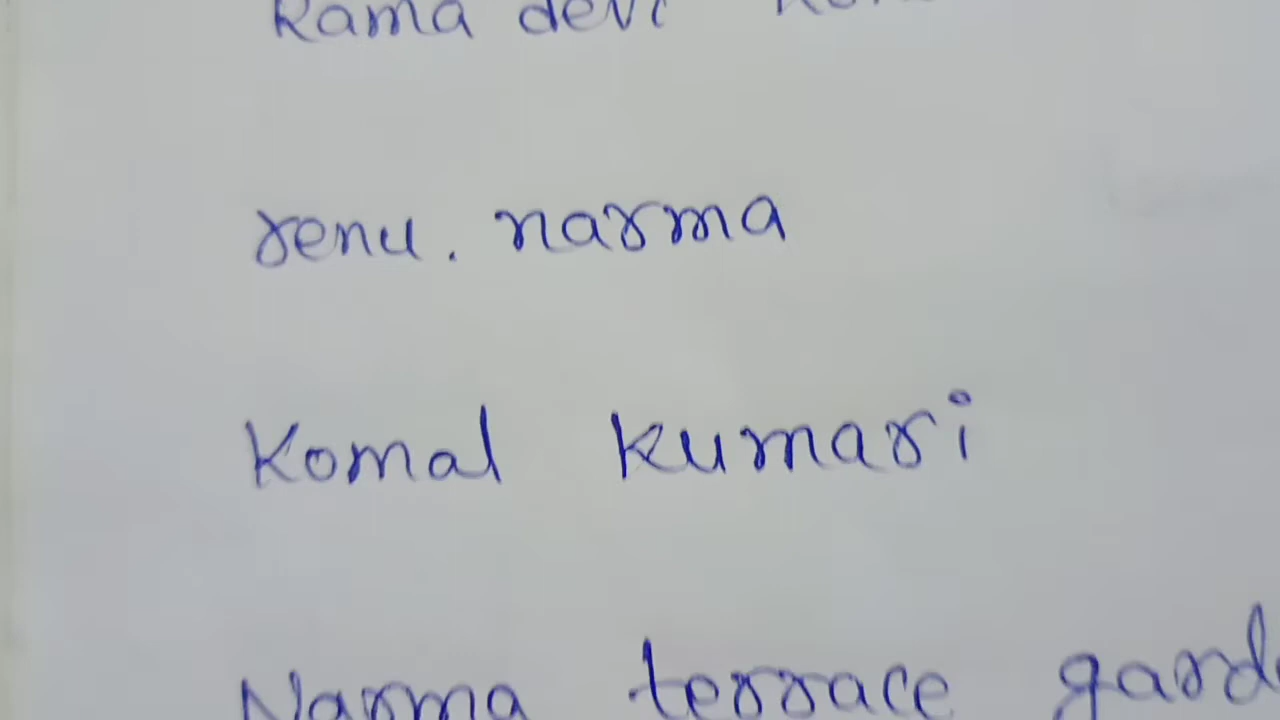 Rama devi
renu. narma
Komal kumari
Narma terrace